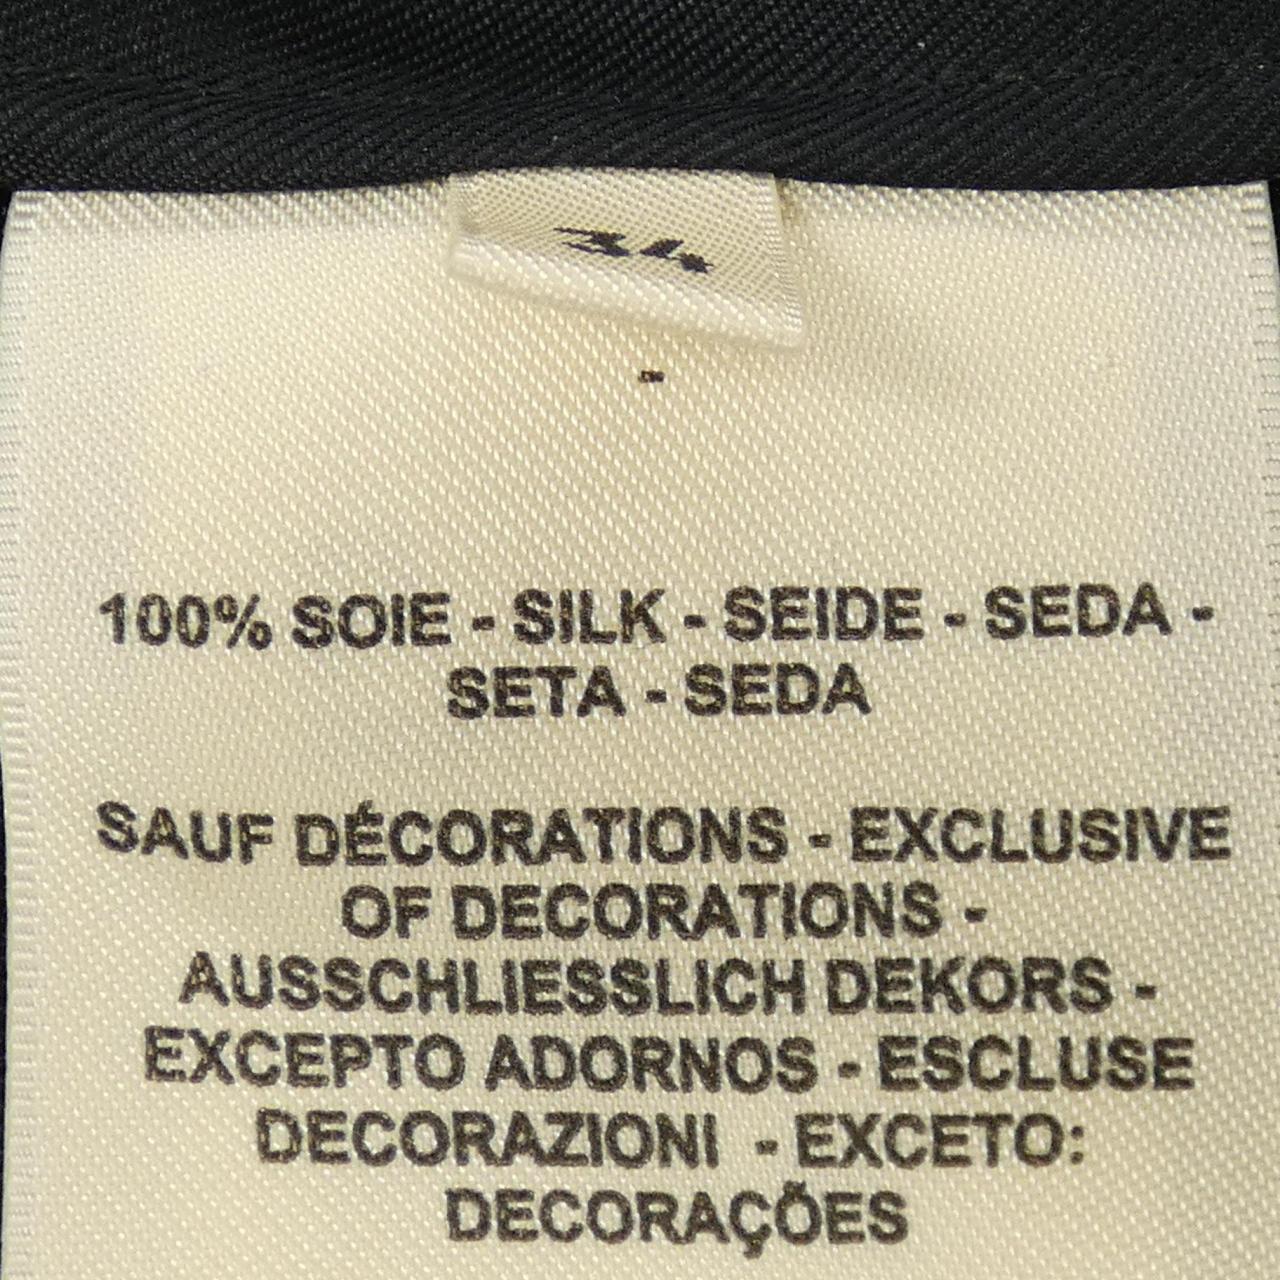 34
-
100% SOIE - SILK - SEIDE - SEDA -
SETA - SEDA
SAUF DÉCORATIONS - EXCLUSIVE
OF DECORATIONS -
AUSSCHLIESSLICH DEKORS -
EXCEPTO ADORNOS - ESCLUSE
DECORAZIONI - EXCETO:
DECORAÇÕES